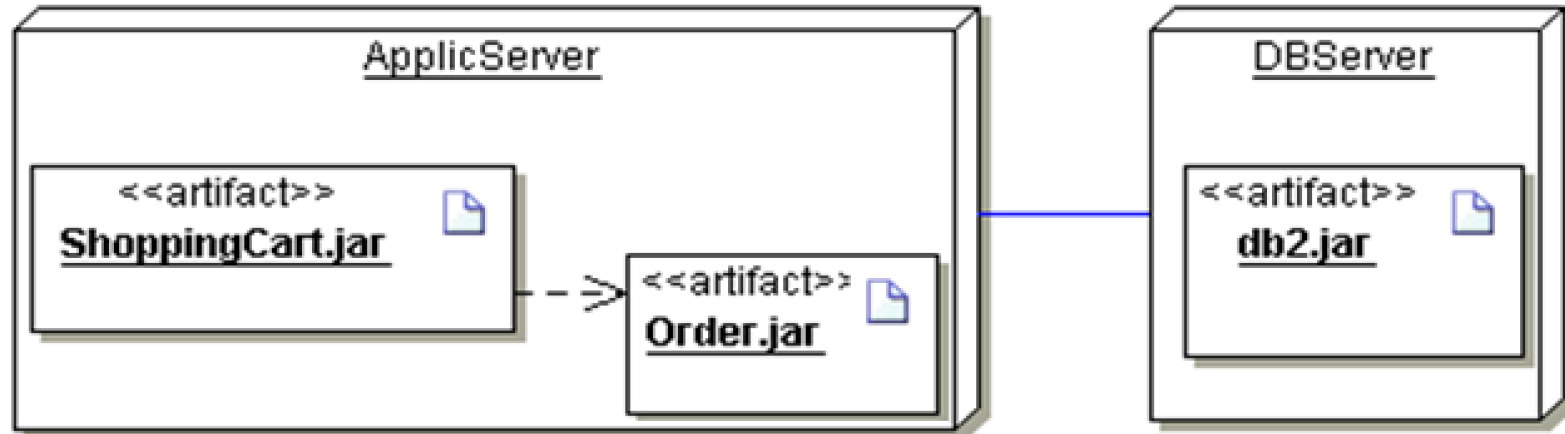 ApplicServer
<<artifact>>
ShoppingCart.jar
<<artifact>>
Order.jar
DBServer
<<artifact>>
db2.jar